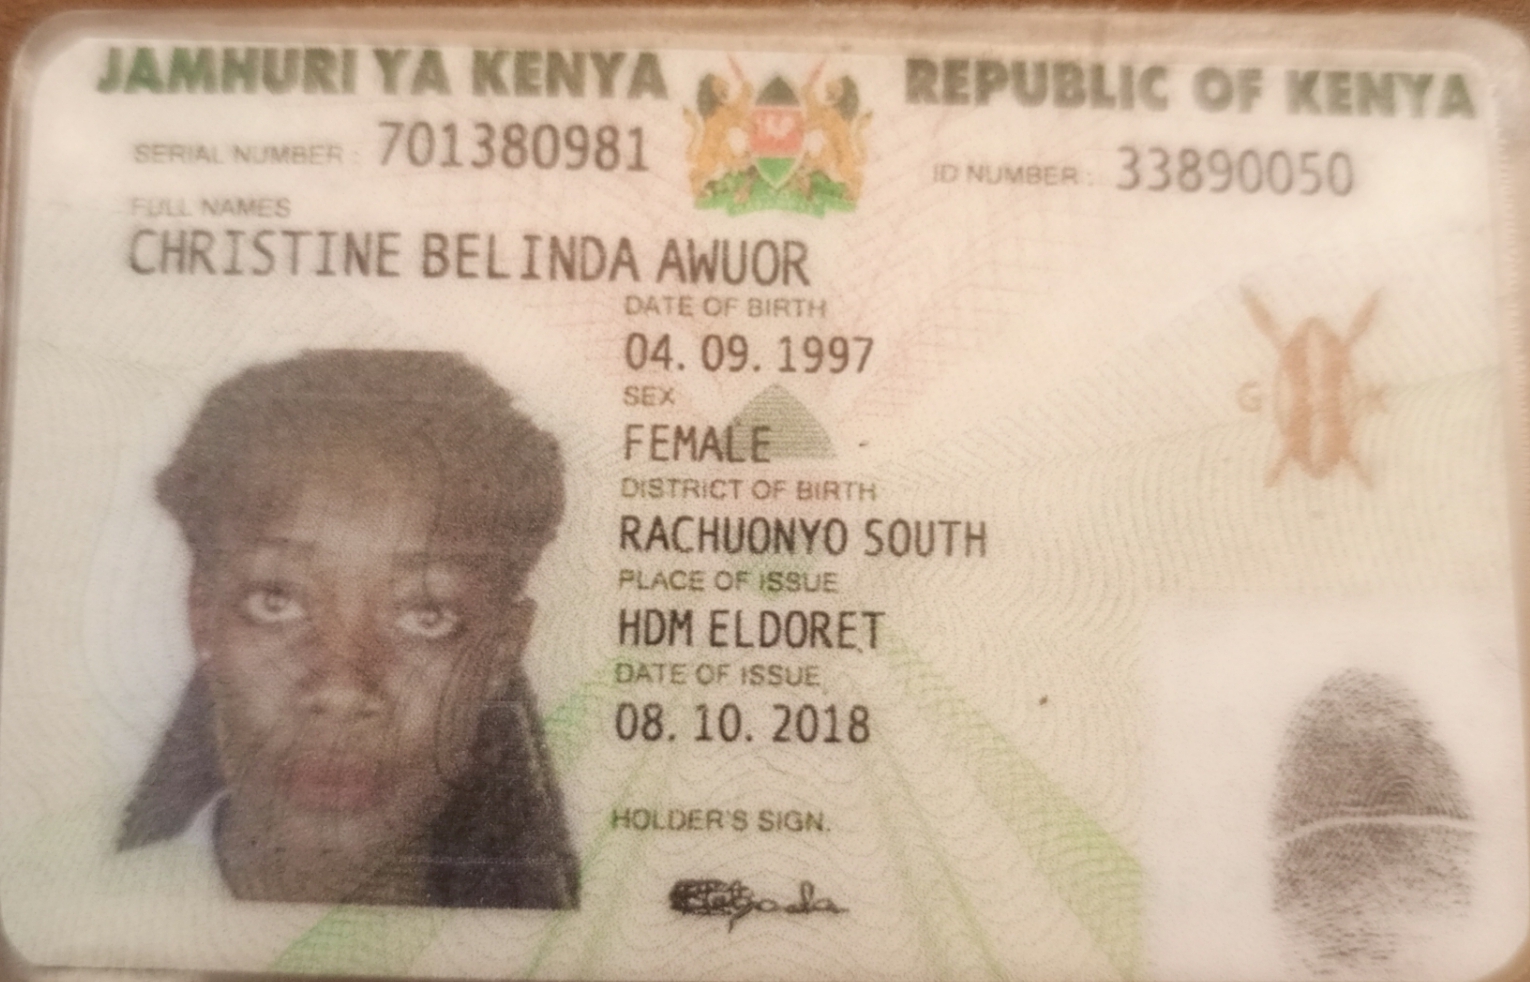 JAMHURI YA KENYA REPUBLIC OF KENYA
SERIAL NUMBER : 701380981 ID NUMBER : 33890050
FULL NAMES
CHRISTINE BELINDA AWUOR
DATE OF BIRTH
04. 09. 1997
SEX
FEMALE
G K
DISTRICT OF BIRTH
RACHUONYO SOUTH
PLACE OF ISSUE
HDM ELDORET
DATE OF ISSUE
08. 10. 2018
HOLDER'S SIGN.